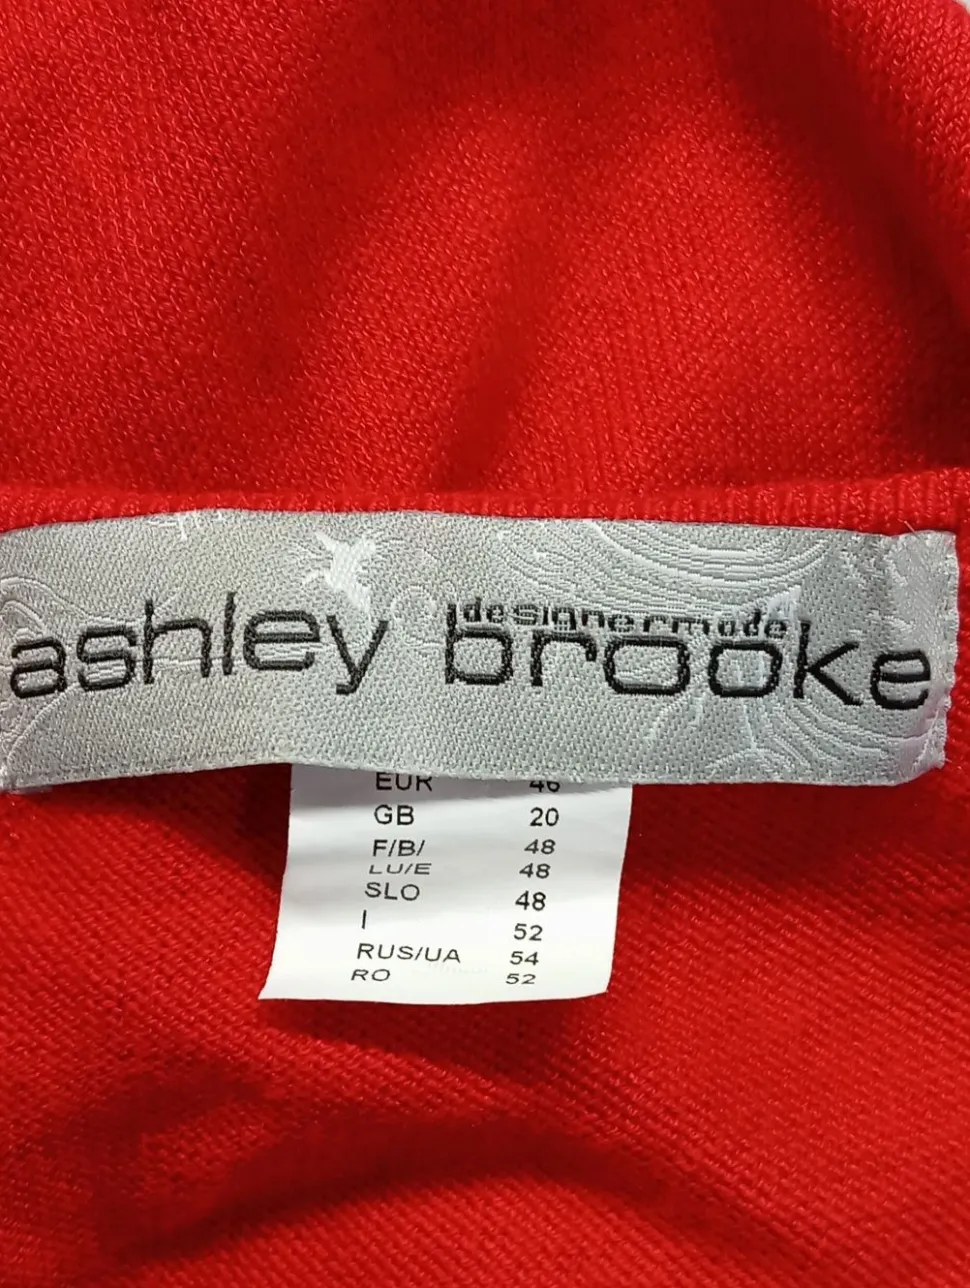 designermode
ashley brooke
EUR 46
GB 20
F/B/ 48
LU/E 48
SLO 48
I 52
RUS/UA 54
RO 52